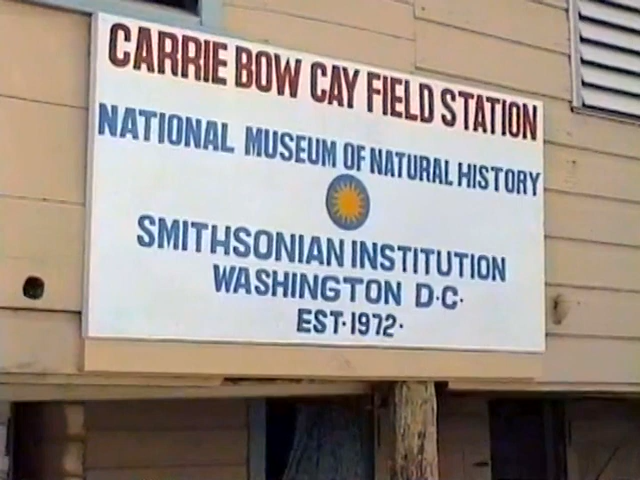 CARRIE BOW CAY FIELD STATION
NATIONAL MUSEUM OF NATURAL HISTORY
SMITHSONIAN INSTITUTION
WASHINGTON D·C·
EST·1972·